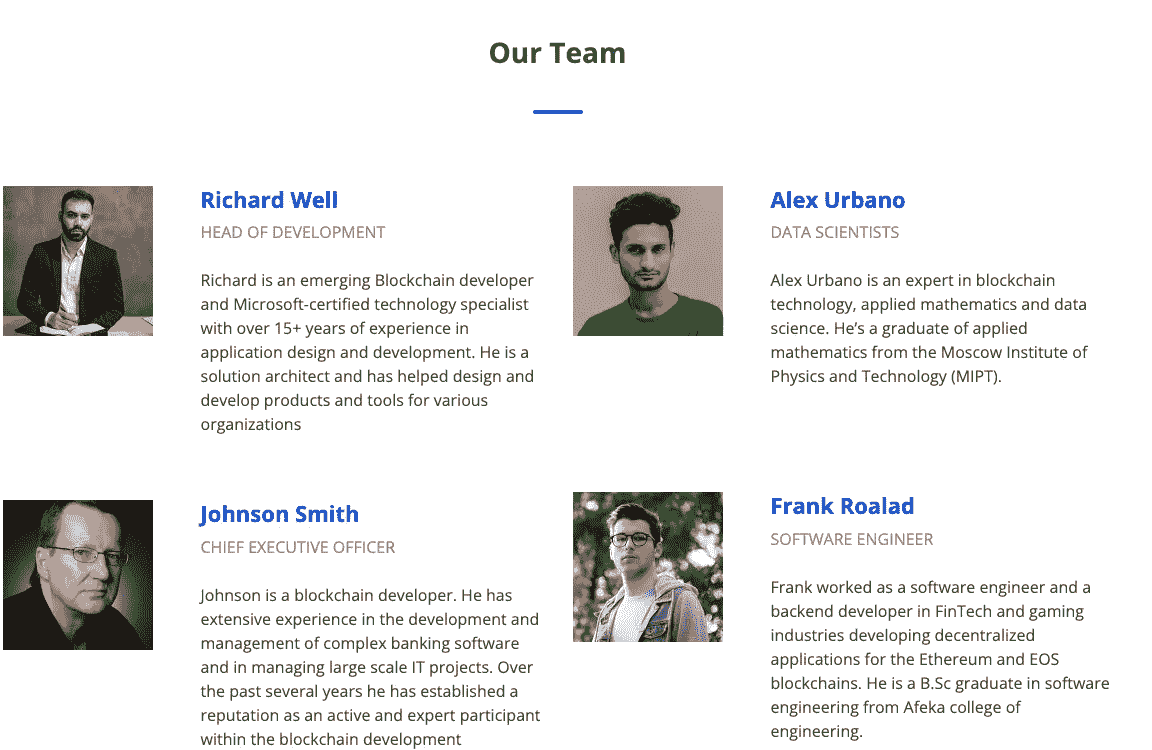 Our Team
Richard Well
HEAD OF DEVELOPMENT
Richard is an emerging Blockchain developer
and Microsoft-certified technology specialist
with over 15+ years of experience in
application design and development. He is a
solution architect and has helped design and
develop products and tools for various
organizations
Alex Urbano
DATA SCIENTISTS
Alex Urbano is an expert in blockchain
technology, applied mathematics and data
science. He’s a graduate of applied
mathematics from the Moscow Institute of
Physics and Technology (MIPT).
Johnson Smith
CHIEF EXECUTIVE OFFICER
Johnson is a blockchain developer. He has
extensive experience in the development and
management of complex banking software
and in managing large scale IT projects. Over
the past several years he has established a
reputation as an active and expert participant
within the blockchain development
Frank Roalad
SOFTWARE ENGINEER
Frank worked as a software engineer and a
backend developer in FinTech and gaming
industries developing decentralized
applications for the Ethereum and EOS
blockchains. He is a B.Sc graduate in software
engineering from Afeka college of
engineering.